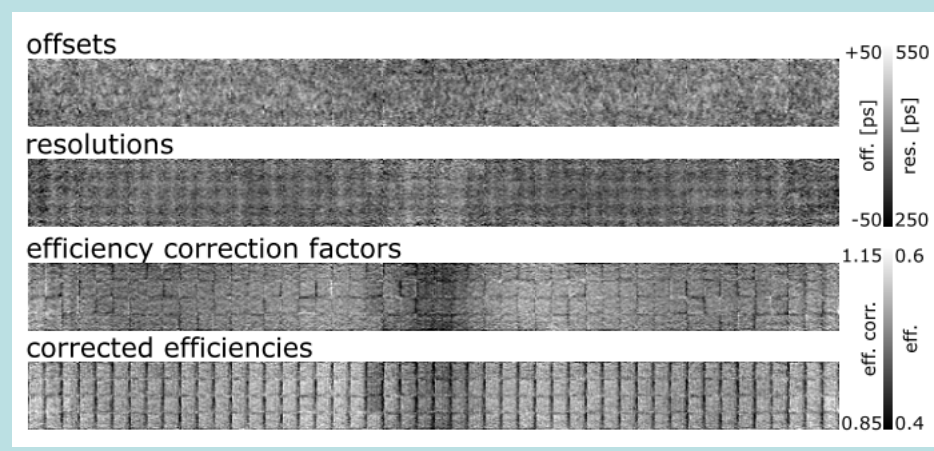 offsets
+50 550
off. [ps] res. [ps]
resolutions
-50 250
efficiency correction factors
1.15 0.6
eff. corr. eff.
corrected efficiencies
0.85 0.4